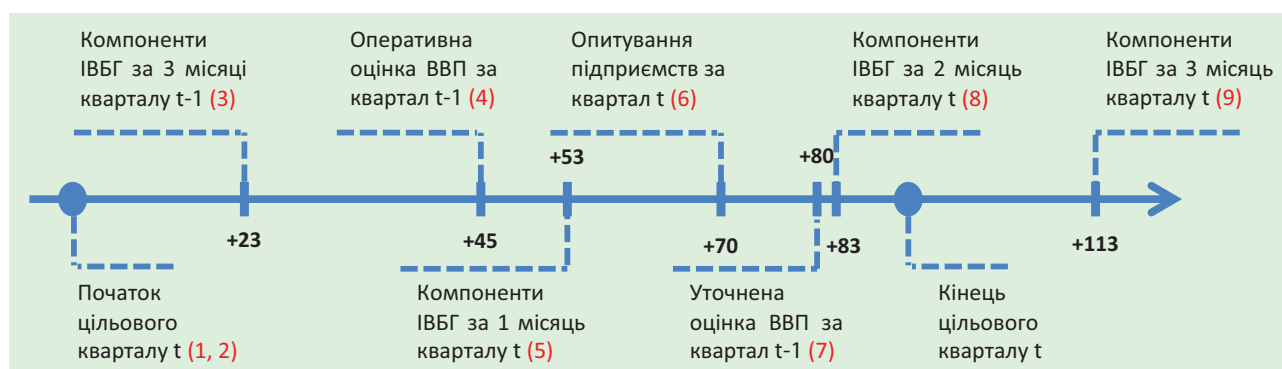 Компоненти
ІВБГ за 3 місяці
кварталу t-1 (3)
Оперативна
оцінка ВВП за
квартал t-1 (4)
Опитування
підприємств за
квартал t (6)
Компоненти
ІВБГ за 2 місяць
кварталу t (8)
Компоненти
ІВБГ за 3 місяць
кварталу t (9)
+53
+80
+23
+45
+70
+83
+113
Початок
цільового
кварталу t (1, 2)
Компоненти
ІВБГ за 1 місяць
кварталу t (5)
Уточнена
оцінка ВВП за
квартал t-1 (7)
Кінець
цільового
кварталу t